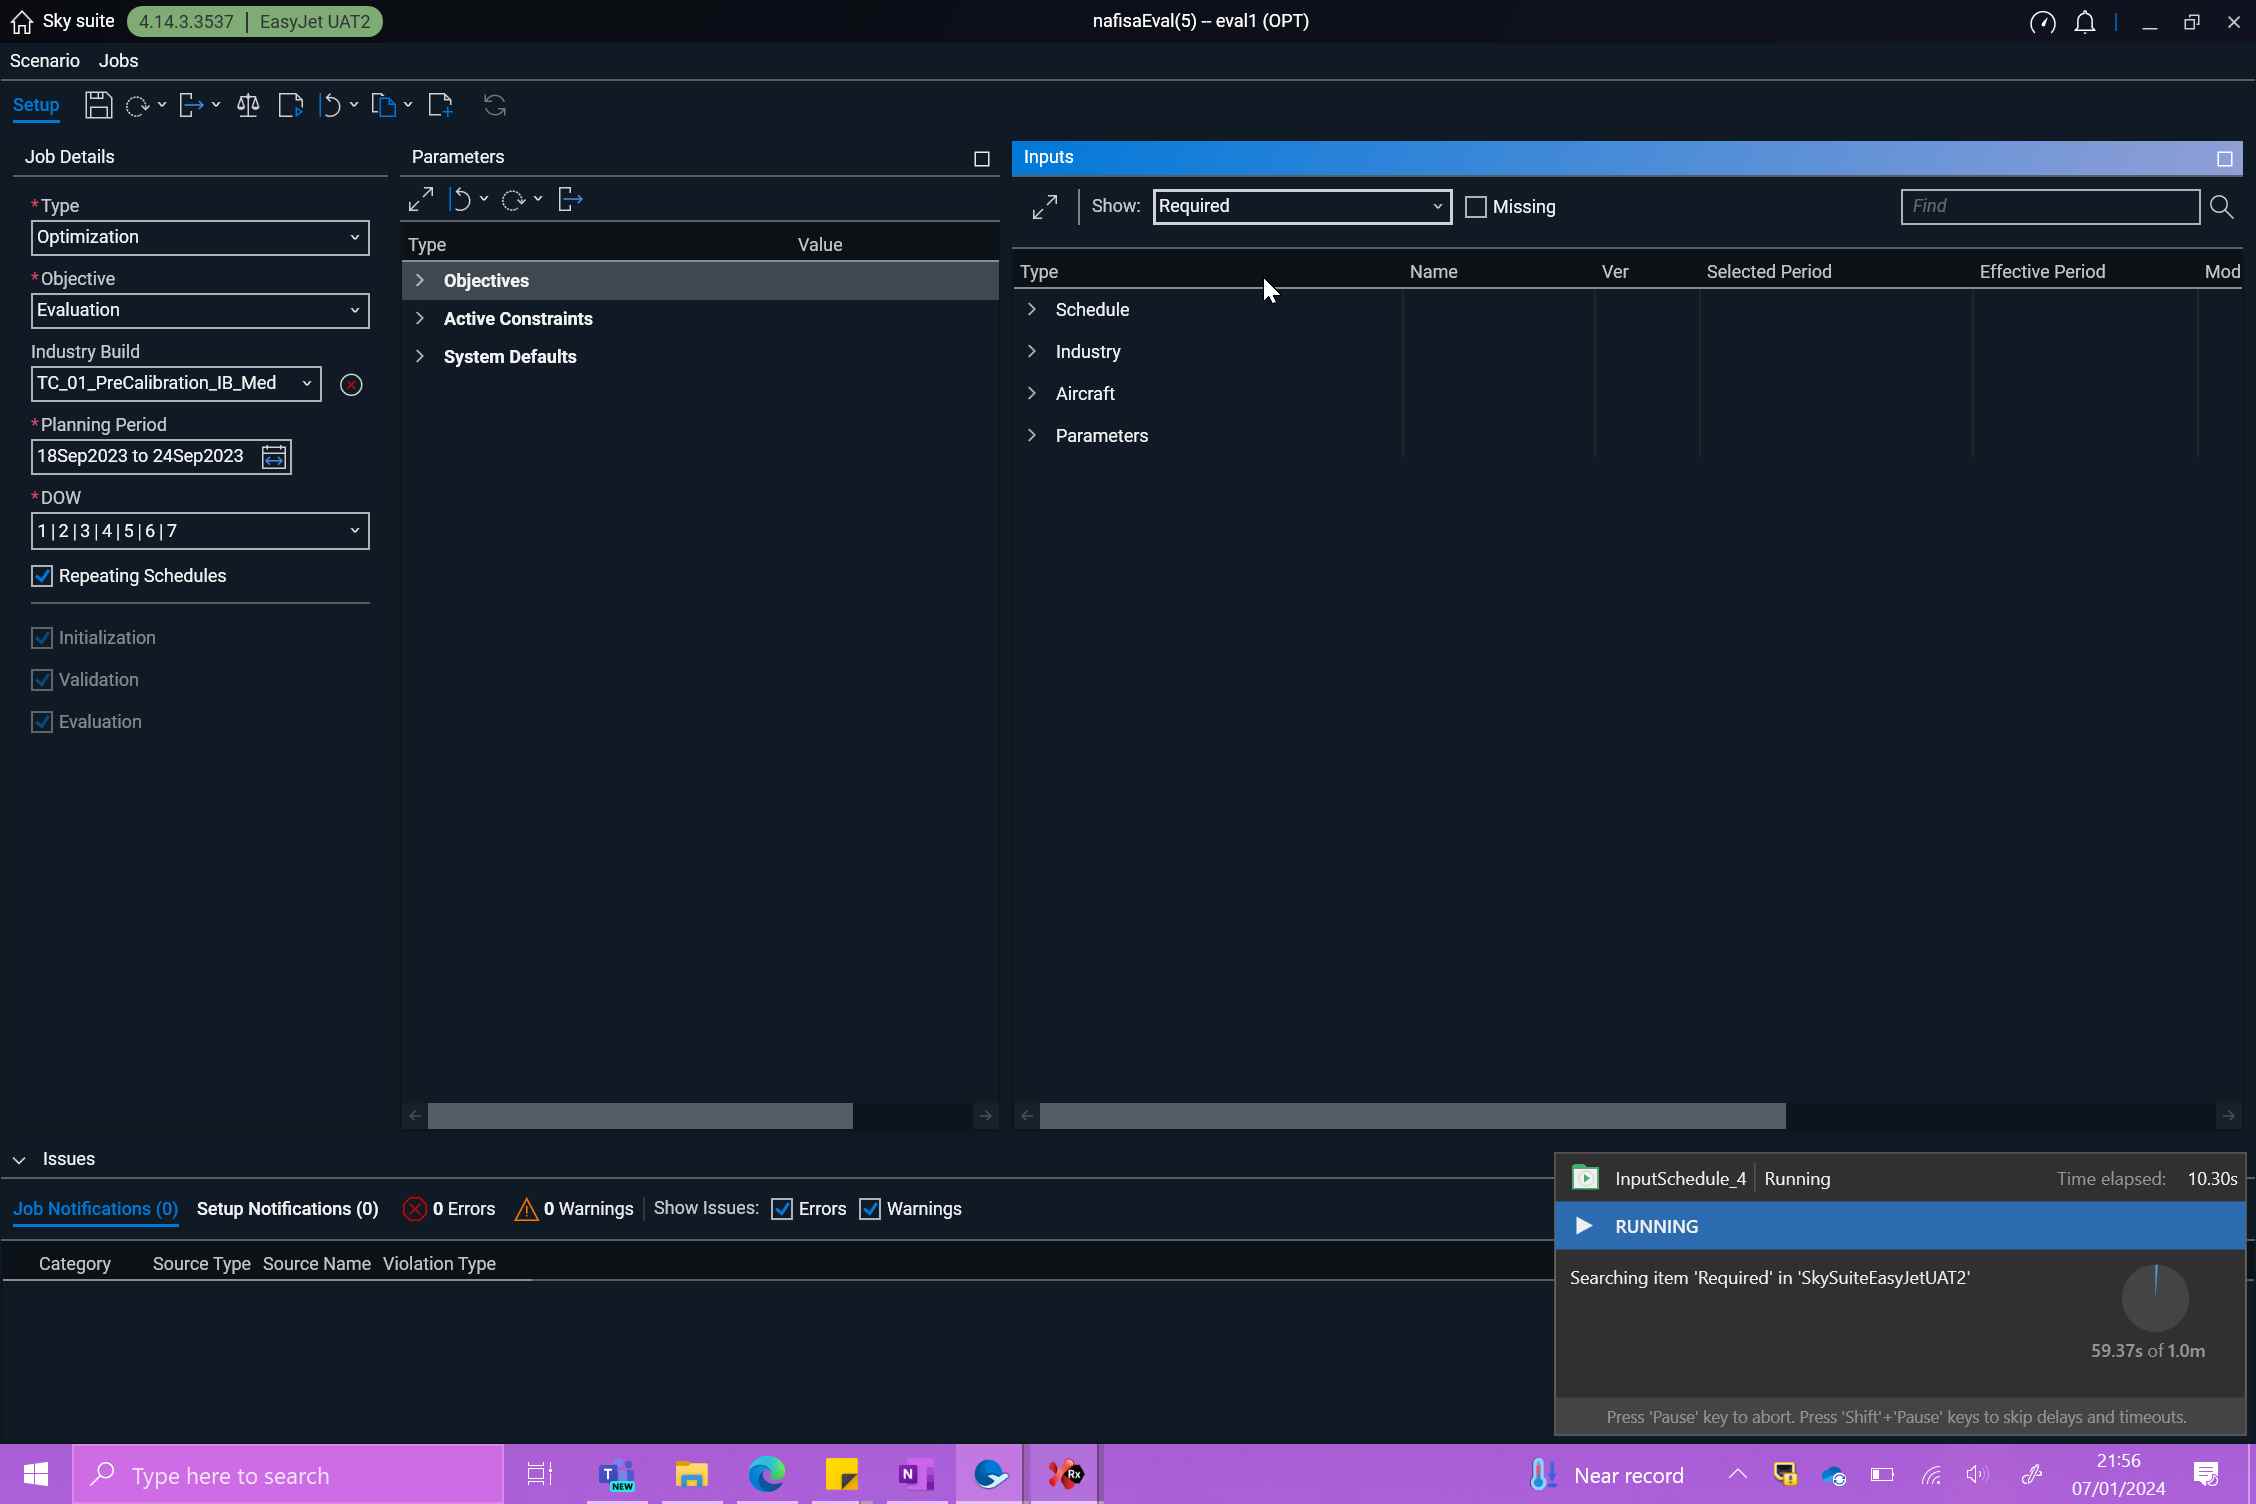 Sky suite 4.14.3.3537 | EasyJet UAT2 nafisaEval(5) -- eval1 (OPT)
Scenario Jobs
Setup
Job Details
*Type
Optimization
*Objective
Evaluation
Industry Build
TC_01_PreCalibration_IB_Med
*Planning Period
18Sep2023 to 24Sep2023
*DOW
1|2|3|4|5|6|7
Repeating Schedules
Initialization
Validation
Evaluation
Parameters
Type Value
Objectives
Active Constraints
System Defaults
Inputs
Show: Required Missing Find
Type Name Ver Selected Period Effective Period Mod
Schedule
Industry
Aircraft
Parameters
Issues
Job Notifications (0) Setup Notifications (0) 0 Errors 0 Warnings Show Issues: Errors Warnings
Category Source Type Source Name Violation Type
InputSchedule_4 Running Time elapsed: 10.30s
RUNNING
Searching item 'Required' in 'SkySuiteEasyJetUAT2'
59.37s of 1.0m
Press 'Pause' key to abort. Press 'Shift'+'Pause' keys to skip delays and timeouts.
Type here to search
T
NEW
N
Rx
Near record
21:56
07/01/2024